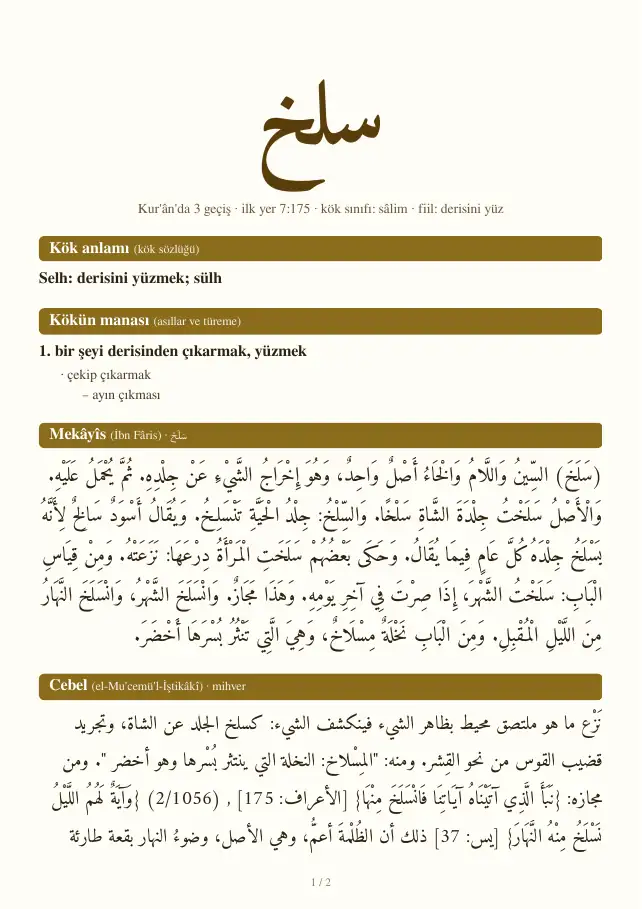 سلخ
Kur'ân'da 3 geçiş · ilk yer 7:175 · kök sınıfı: sâlim · fiil: derisini yüz
Kök anlamı (kök sözlüğü)
Selh: derisini yüzmek; sülh
Kökün manası (asıllar ve türeme)
1. bir şeyi derisinden çıkarmak, yüzmek
· çekip çıkarmak
– ayın çıkması
Mekâyîs (İbn Fâris) · سَلَخَ
(سَلَخَ) السِّينُ وَاللَّامُ وَالْخَاءُ أَصْلٌ وَاحِدٌ، وَهُوَ إِخْرَاجُ الشَّيْءِ عَنْ جِلْدِهِ. ثُمَّ يُحْمَلُ عَلَيْهِ.
وَالْأَصْلُ سَلَخْتُ جِلْدَةَ الشَّاةِ سَلْخًا. وَالسِّلْخُ: جِلْدُ الْحَيَّةِ تَنْسَلِخُ. وَيُقَالُ أَسْوَدُ سَالِخٌ لِأَنَّهُ
يَسْلَخُ جِلْدَهُ كُلَّ عَامٍ فِيمَا يُقَالُ. وَحَكَى بَعْضُهُمْ سَلَخَتِ الْمَرْأَةُ دِرْعَهَا: نَزَعَتْهُ. وَمِنْ قِيَاسِ
الْبَابِ: سَلَخْتُ الشَّهْرَ، إِذَا صِرْتَ فِي آخِرِ يَوْمِهِ. وَهَذَا مَجَازٌ. وَانْسَلَخَ الشَّهْرُ، وَانْسَلَخَ النَّهَارُ
مِنَ اللَّيْلِ الْمُقْبِلِ. وَمِنَ الْبَابِ نَخْلَةٌ مِسْلَاخٌ، وَهِيَ الَّتِي تَنْثُرُ بُسْرَهَا أَخْضَرَ.
Cebel (el-Mu'cemü'l-İştikâkî) · mihver
نَزْع ما هو ملتصق محيط بظاهر الشيء فينكشف الشيء: كسلخ الجلد عن الشاة، وتجريد
قضيب القوس من نحو القِشر. ومنه: "المِسْلاخ: النخلة التي ينتثر بُسْرها وهو أخضر ". ومن
مجازه: {نَبَأَ الَّذِي آتَيْنَاهُ آيَاتِنَا فَانْسَلَخَ مِنْهَا} [الأعراف: 175] , (2/1056) {وَآيَةٌ لَهُمُ اللَّيْلُ
نَسْلَخُ مِنْهُ النَّهَارَ} [يس: 37] ذلك أن الظُلْمةَ أعمُّ، وهي الأصل، وضوءُ النهار بقعة طارئة
1 / 2